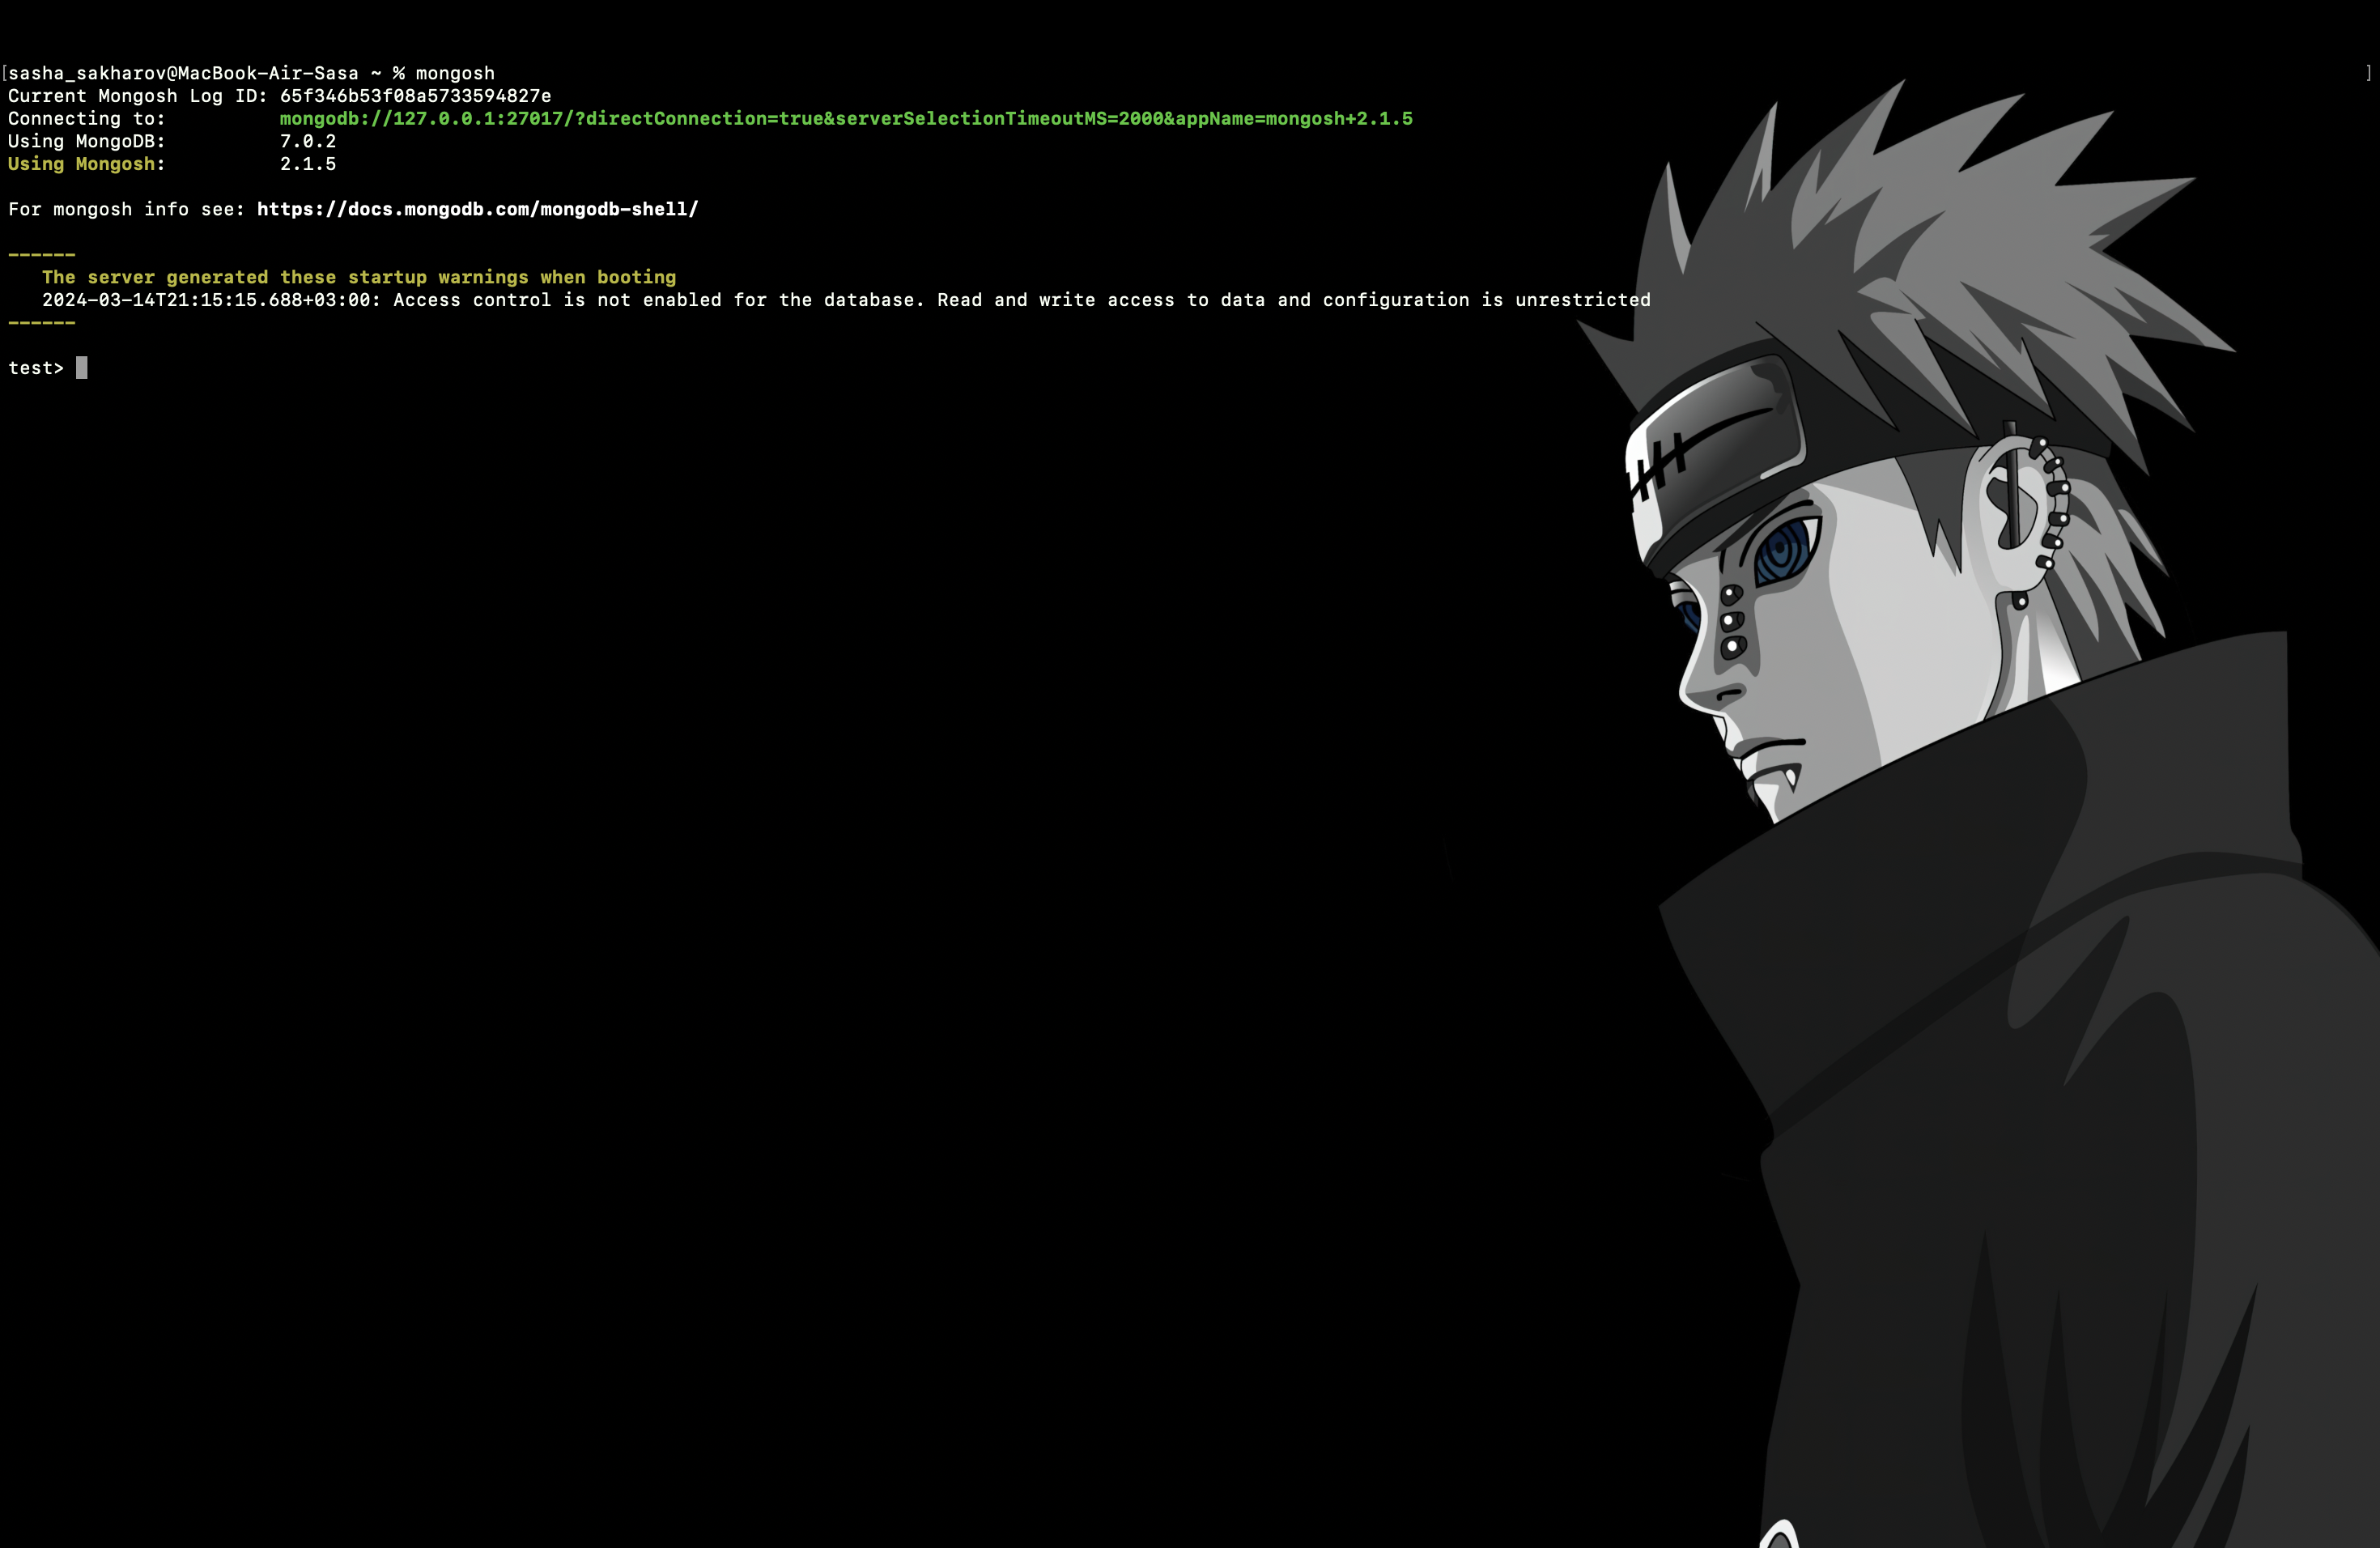 [sasha_sakharov@MacBook-Air-Sasa ~ % mongosh ]
Current Mongosh Log ID: 65f346b53f08a5733594827e
Connecting to: mongodb://127.0.0.1:27017/?directConnection=true&serverSelectionTimeoutMS=2000&appName=mongosh+2.1.5
Using MongoDB: 7.0.2
Using Mongosh: 2.1.5
For mongosh info see: https://docs.mongodb.com/mongodb-shell/
------
The server generated these startup warnings when booting
2024-03-14T21:15:15.688+03:00: Access control is not enabled for the database. Read and write access to data and configuration is unrestricted
------
test>